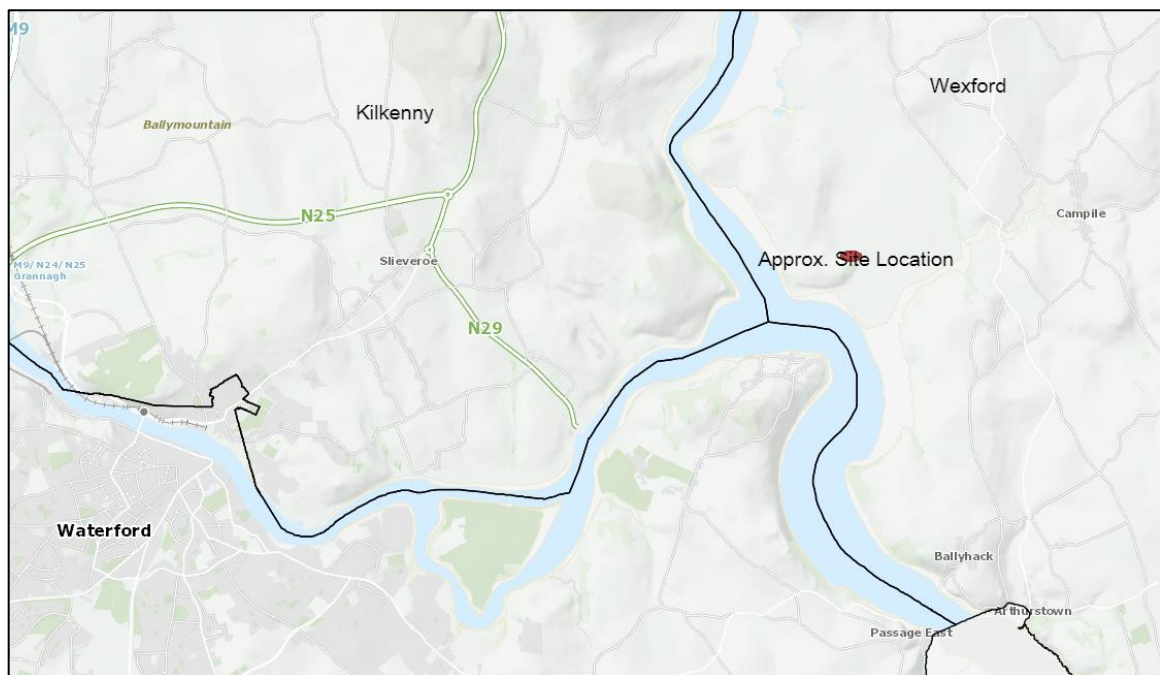 M9
Wexford
Kilkenny
Ballymountain
N25
Campile
M9/N24/N25
Grannagh
Slieveroe
Approx. Site Location
N29
Waterford
Ballyhack
Arthurstown
Passage East